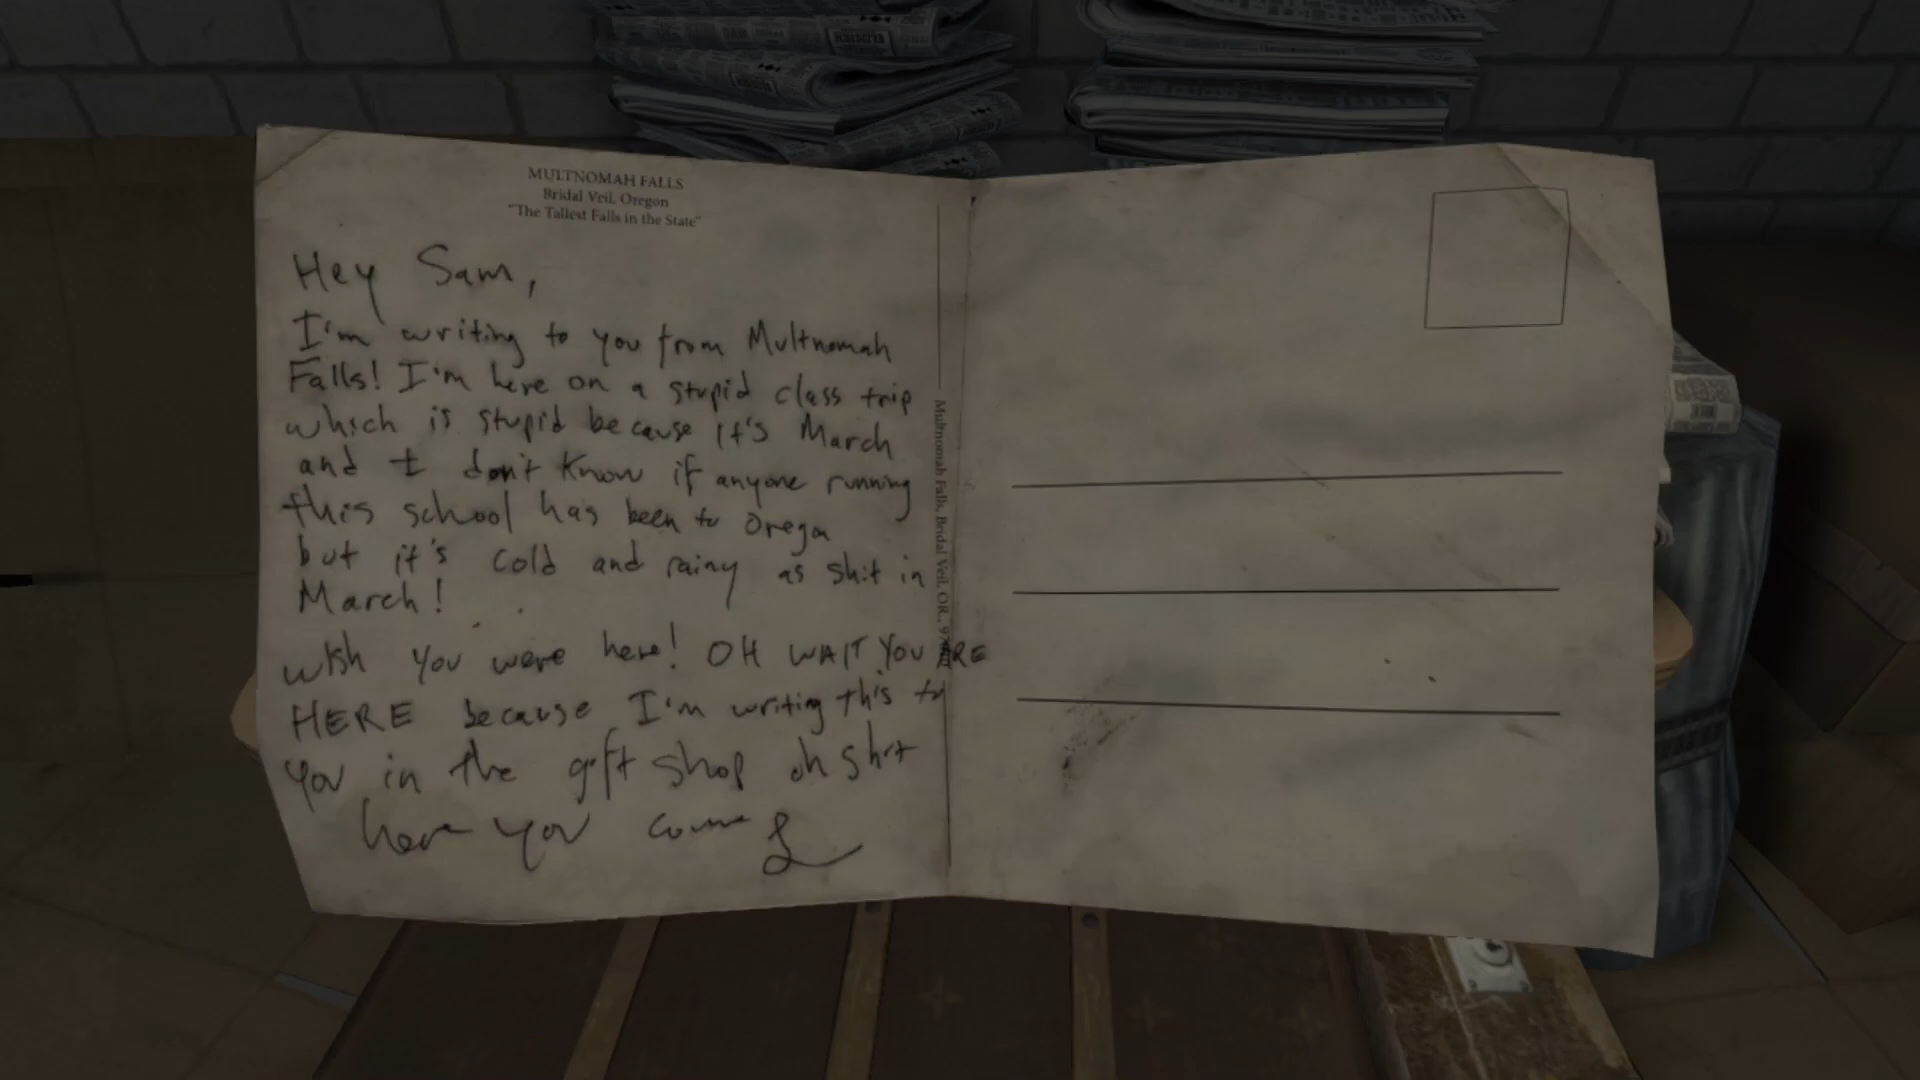 MULTNOMAH FALLS
Bridal Veil, Oregon
"The Tallest Falls in the State"
Hey Sam,
I'm writing to you from Multnomah
Falls! I'm here on a stupid class trip
which is stupid because it's March
and I don't know if anyone running
this school has been to Oregon
but it's cold and rainy as shit in
March!
wish you were here! OH WAIT YOU ARE
HERE because I'm writing this to
you in the gift shop oh shit
here you come
L
Multnomah Falls, Bridal Veil, OR.,